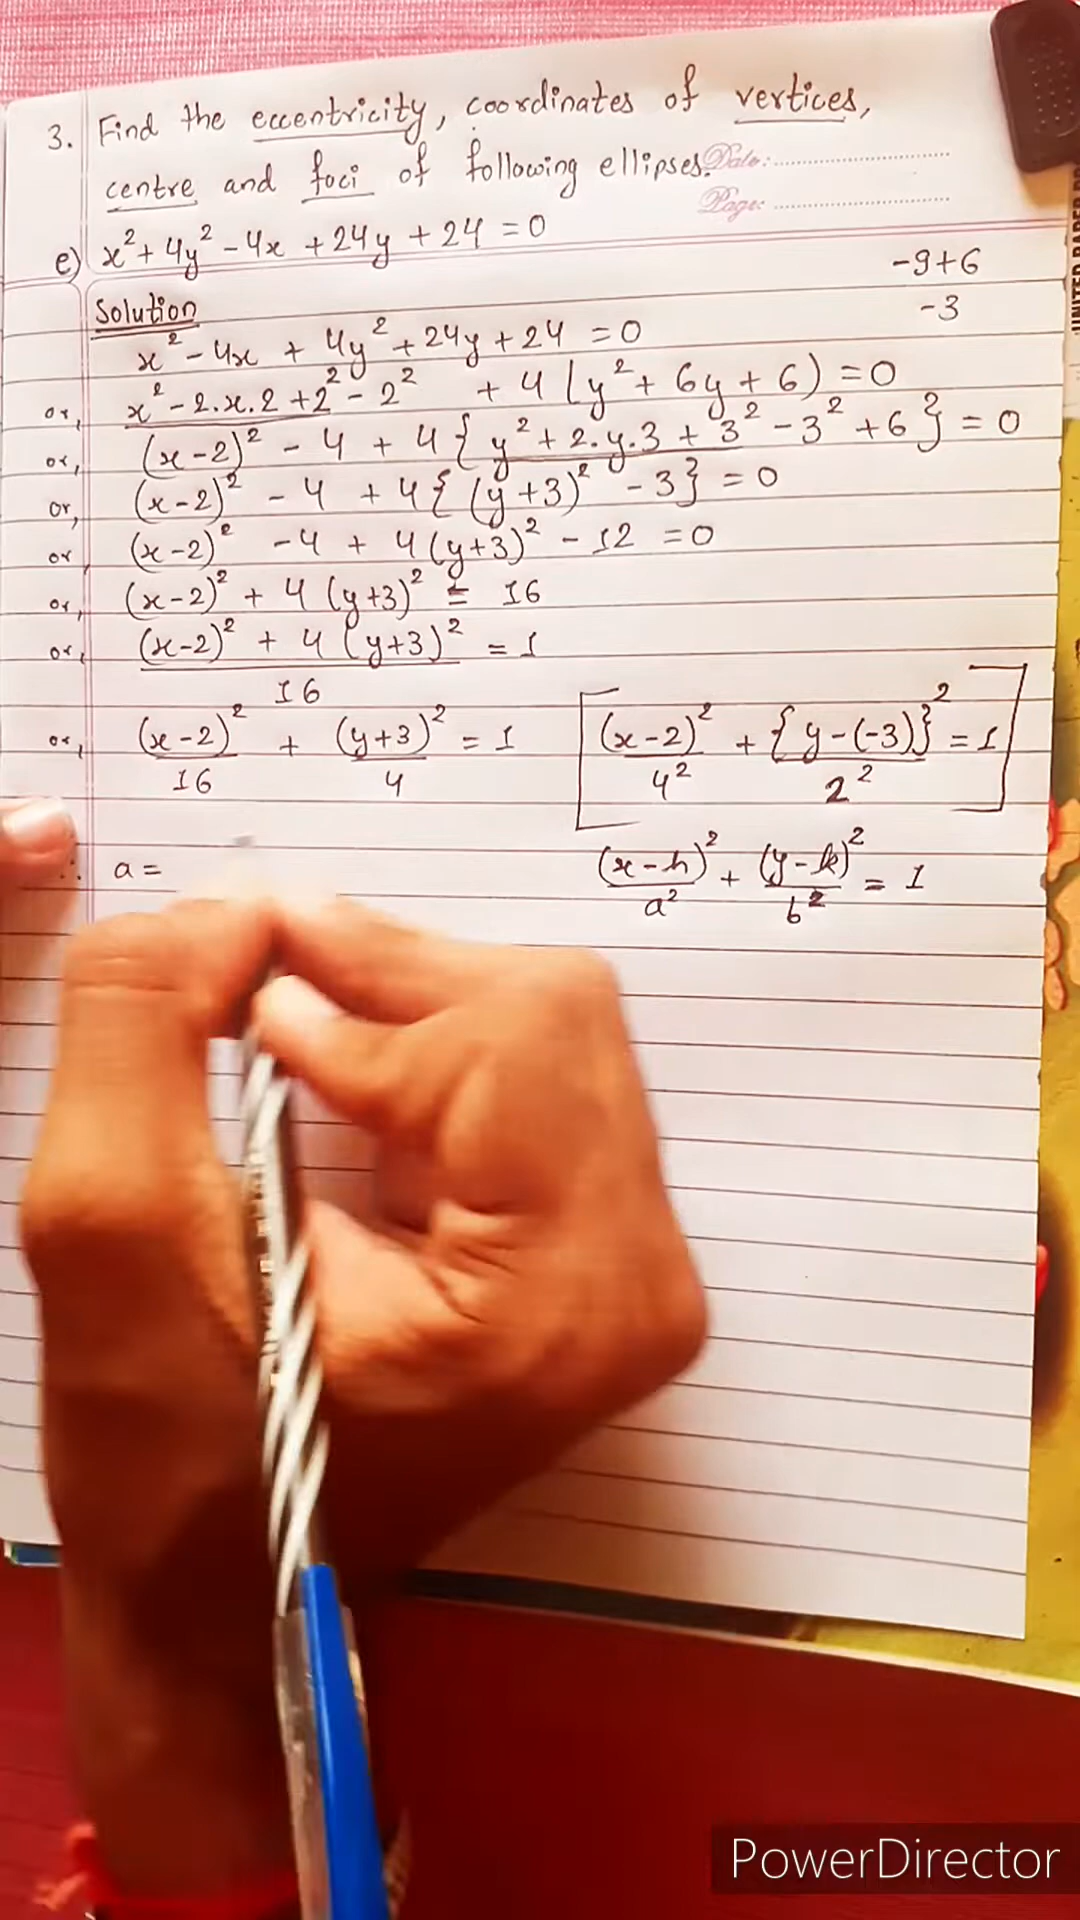 3. Find the eccentricity, coordinates of vertices,
centre and foci of following ellipses.
Date:
Page:
e) x² + 4y² - 4x + 24y + 24 = 0
-9+6
-3
Solution
x² - 4x + 4y² + 24y + 24 = 0
or, x² - 2.x.2 + 2² - 2² + 4(y² + 6y + 6) = 0
or, (x-2)² - 4 + 4{y² + 2.y.3 + 3² - 3² + 6} = 0
or, (x-2)² - 4 + 4{(y+3)² - 3} = 0
or (x-2)² - 4 + 4(y+3)² - 12 = 0
or, (x-2)² + 4(y+3)² = 16
or, (x-2)² + 4(y+3)² = 1
16
or, (x-2)²/16 + (y+3)²/4 = 1 [(x-2)²/4² + {y-(-3)}²/2² = 1]
∴ a = (x-h)²/a² + (y-k)²/b² = 1
PowerDirector